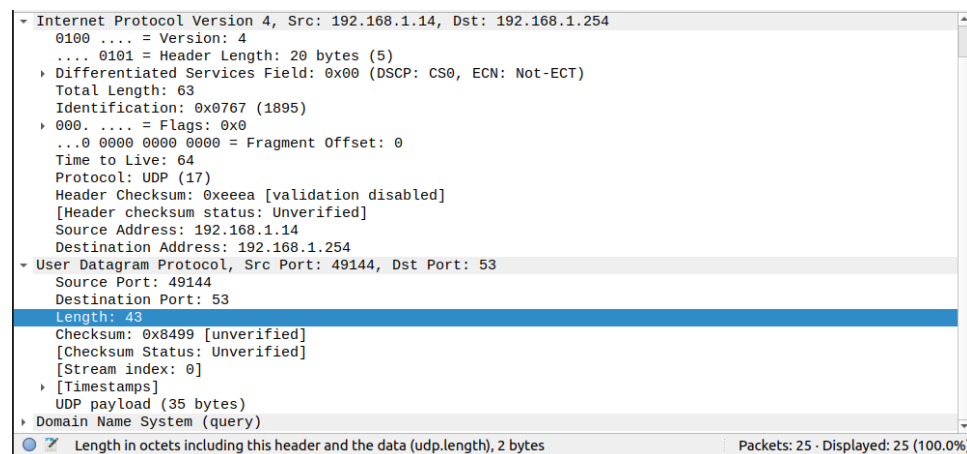 Internet Protocol Version 4, Src: 192.168.1.14, Dst: 192.168.1.254
0100 .... = Version: 4
.... 0101 = Header Length: 20 bytes (5)
Differentiated Services Field: 0x00 (DSCP: CS0, ECN: Not-ECT)
Total Length: 63
Identification: 0x0767 (1895)
000. .... = Flags: 0x0
...0 0000 0000 0000 = Fragment Offset: 0
Time to Live: 64
Protocol: UDP (17)
Header Checksum: 0xeeea [validation disabled]
[Header checksum status: Unverified]
Source Address: 192.168.1.14
Destination Address: 192.168.1.254
User Datagram Protocol, Src Port: 49144, Dst Port: 53
Source Port: 49144
Destination Port: 53
Length: 43
Checksum: 0x8499 [unverified]
[Checksum Status: Unverified]
[Stream index: 0]
[Timestamps]
UDP payload (35 bytes)
Domain Name System (query)
Length in octets including this header and the data (udp.length), 2 bytes Packets: 25 · Displayed: 25 (100.0%)